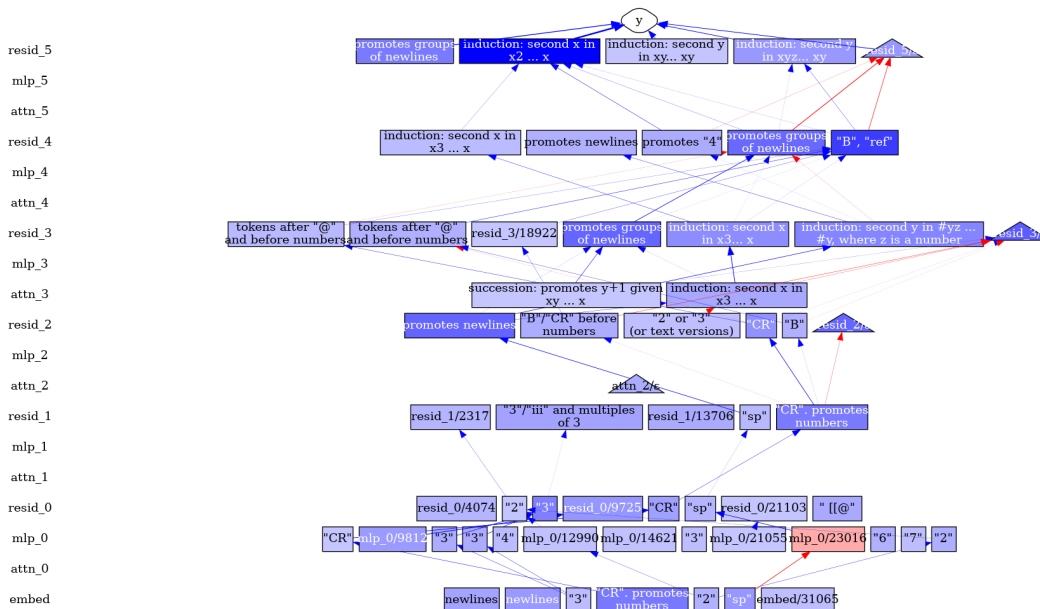 y
resid_5
promotes groups
of newlines
induction: second x in
x2 ... x
induction: second y
in xy... xy
induction: second y
in xyz... xy
mlp_5
attn_5
resid_4
induction: second x in
x3 ... x
promotes newlines
promotes "4"
promotes groups
of newlines
"B", "ref"
mlp_4
attn_4
resid_3
tokens after "@"
and before numbers
tokens after "@"
and before numbers
resid_3/18922
promotes groups
of newlines
induction: second x
in x3... x
induction: second y in #yz ...
#y, where z is a number
mlp_3
attn_3
succession: promotes y+1 given
xy ... x
induction: second x in
x3 ... x
resid_2
promotes newlines
"B"/"CR" before
numbers
"2" or "3"
(or text versions)
"CR"
"B"
mlp_2
attn_2
attn_2/ε
resid_1
resid_1/2317
"3"/"iii" and multiples
of 3
resid_1/13706
"sp"
"CR". promotes
numbers
mlp_1
attn_1
resid_0
resid_0/4074
"2"
"3"
resid_0/9725
"CR"
"sp"
resid_0/21103
" [[@"
mlp_0
"CR"
mlp_0/9812
"3"
"3"
"4"
mlp_0/12990
mlp_0/14621
"3"
mlp_0/21055
mlp_0/23016
"6"
"7"
"2"
attn_0
embed
newlines
newlines
"3"
"CR". promotes
numbers
"2"
"sp"
embed/31065